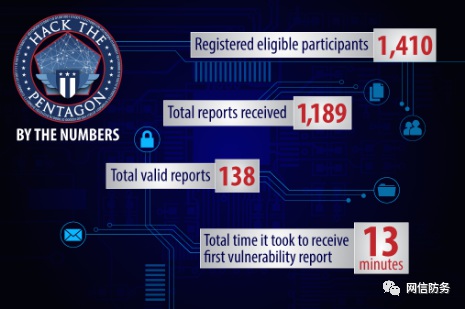 HACK THE
PENTAGON
BY THE NUMBERS
Registered eligible participants 1,410
Total reports received 1,189
Total valid reports 138
Total time it took to receive
first vulnerability report
13
minutes
网信防务